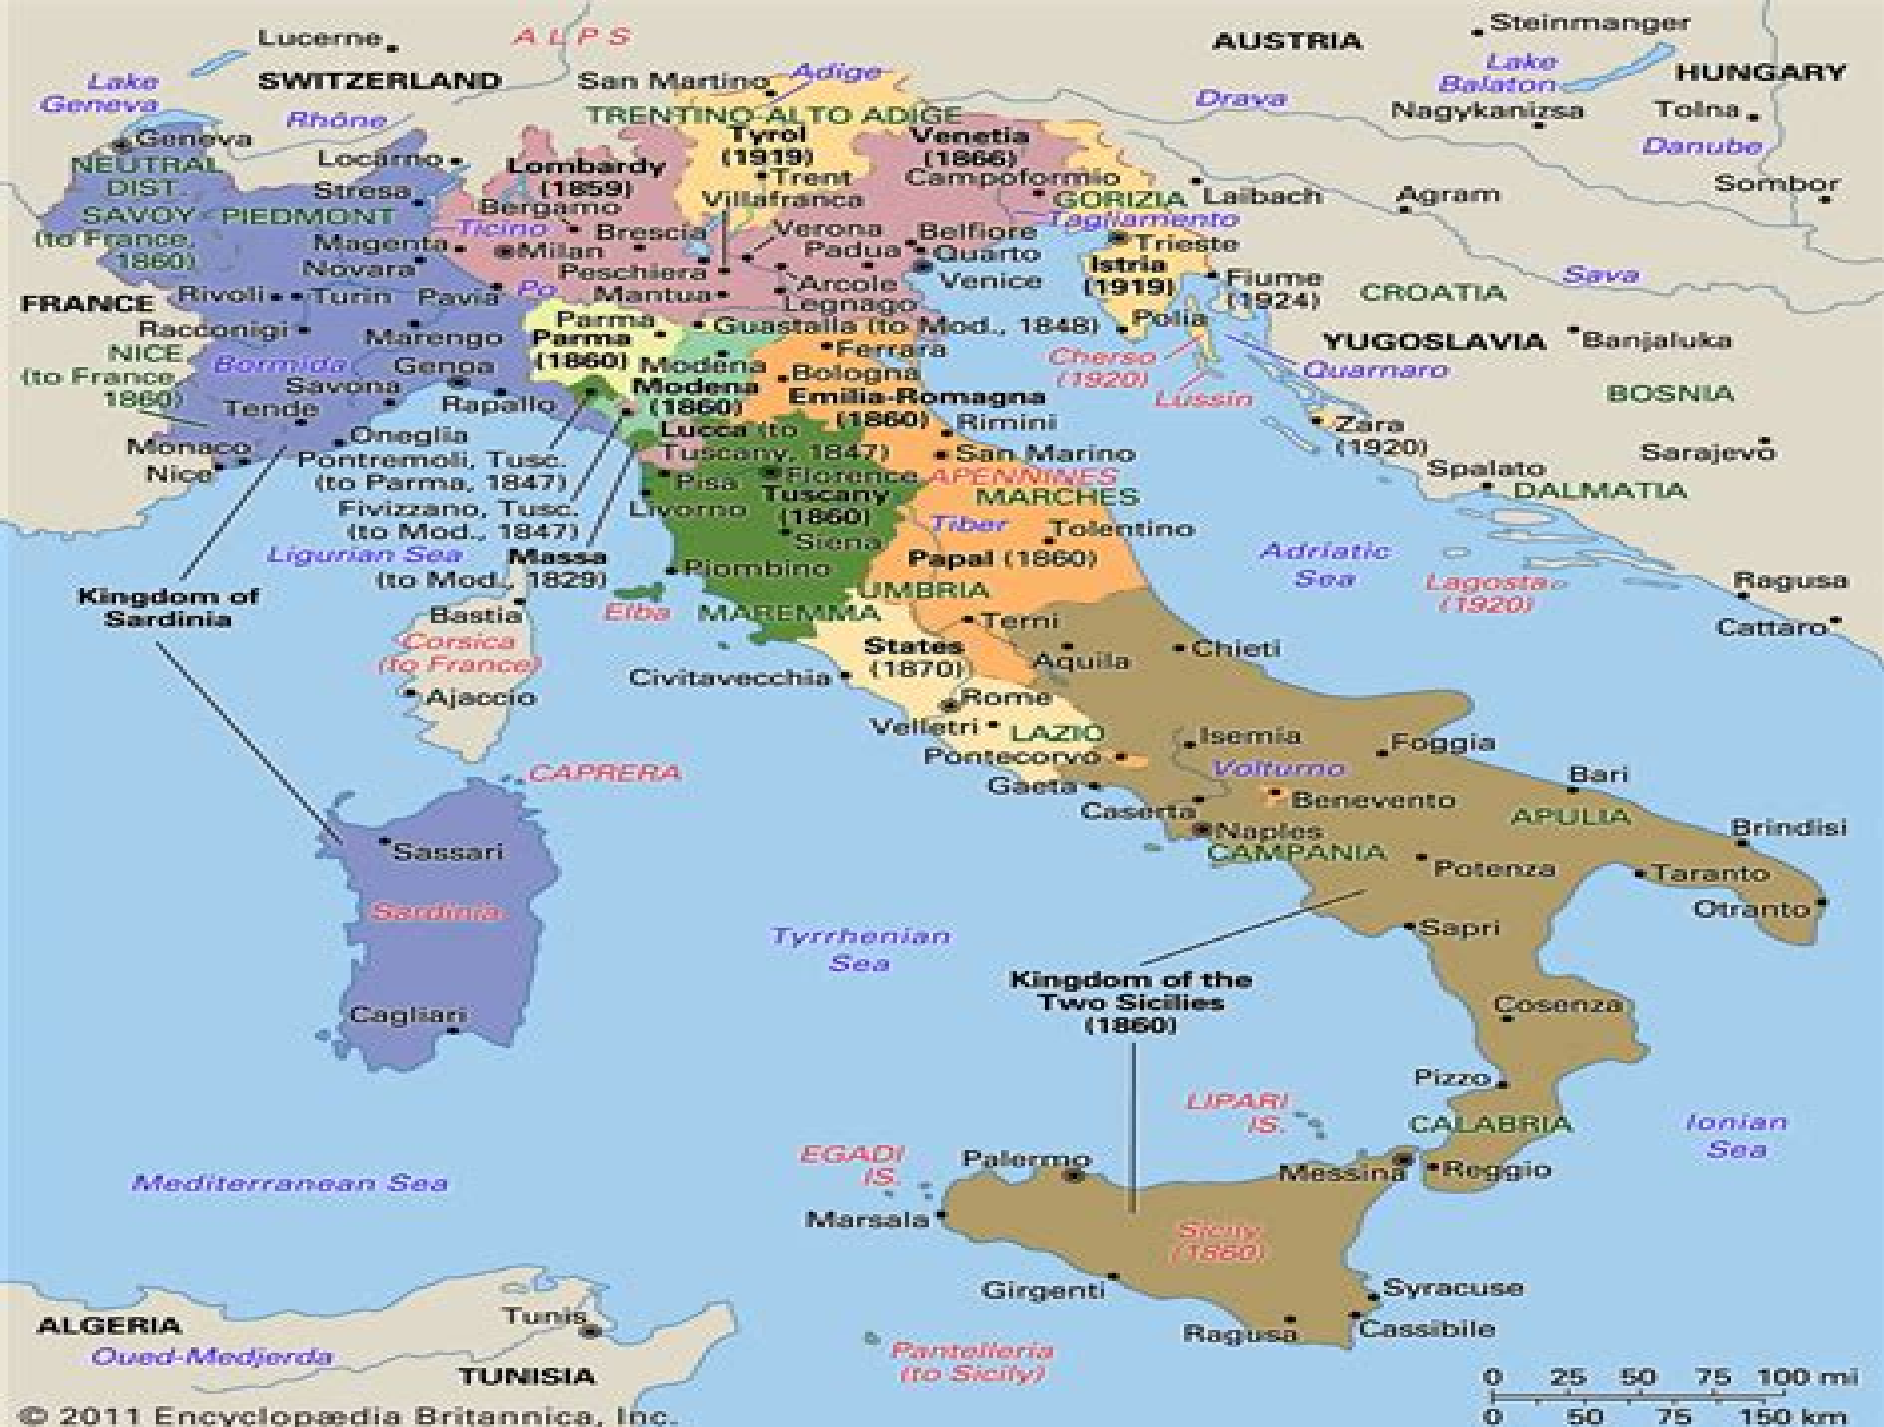 Lucerne
ALPS
AUSTRIA
Steinmanger
Lake
Balaton
HUNGARY
Lake
Geneva
SWITZERLAND
San Martino
Adige
Drava
Nagykanizsa
Tolna
Rhône
TRENTINO-ALTO ADIGE
Geneva
Tyrol
(1919)
Venetia
(1866)
Danube
NEUTRAL
DIST.
Locarno
Lombardy
(1859)
Trent
Campoformio
Stresa
Villafranca
GORIZIA
Laibach
Agram
Sombor
SAVOY
(to France,
1860)
PIEDMONT
Bergamo
Ticino
Tagliamento
Magenta
Milan
Brescia
Verona
Belfiore
Trieste
Novara
Padua
Quarto
Peschiera
Istria
(1919)
Fiume
(1924)
Sava
FRANCE
Rivoli
Turin
Pavia
Po
Mantua
Arcole
Venice
CROATIA
Legnago
Racconigi
Marengo
Parma
Guastalla (to Mod., 1848)
Polia
Parma
(1860)
YUGOSLAVIA
Banjaluka
NICE
(to France
1860)
Bormida
Genoa
Modena
Ferrara
Cherso
(1920)
Quarnaro
Savona
Bologna
Modena
(1860)
Emilia-Romagna
(1860)
Lussin
BOSNIA
Tende
Rapallo
Lucca (to
Tuscany, 1847)
Rimini
Zara
(1920)
Monaco
Oneglia
San Marino
Sarajevo
Nice
Pontremoli, Tusc.
(to Parma, 1847)
Pisa
Florence
APENNINES
Spalato
Tuscany
(1860)
MARCHES
DALMATIA
Fivizzano, Tusc.
(to Mod., 1847)
Livorno
Tiber
Tolentino
Siena
Ligurian Sea
Massa
(to Mod., 1829)
Piombino
Papal (1860)
Adriatic
Sea
Lagosta
(1920)
Ragusa
Kingdom of
Sardinia
UMBRIA
Bastia
Elba
MAREMMA
Terni
Cattaro
Corsica
(to France)
States
(1870)
Aquila
Chieti
Civitavecchia
Ajaccio
Rome
Velletri
LAZIO
Isernia
Foggia
Pontecorvo
Volturno
CAPRERA
Gaeta
Bari
Caserta
Benevento
APULIA
Naples
Brindisi
Sassari
CAMPANIA
Potenza
Taranto
Sardinia
Otranto
Sapri
Tyrrhenian
Sea
Kingdom of the
Two Sicilies
(1860)
Cagliari
Cosenza
Pizzo
LIPARI
IS.
CALABRIA
Ionian
Sea
EGADI
IS.
Palermo
Messina
Reggio
Mediterranean Sea
Marsala
Sicily
(1860)
Girgenti
Syracuse
ALGERIA
Tunis
Ragusa
Cassibile
Oued-Medjerda
Pantelleria
(to Sicily)
TUNISIA
0 25 50 75 100 mi
0 50 75 150 km
© 2011 Encyclopædia Britannica, Inc.